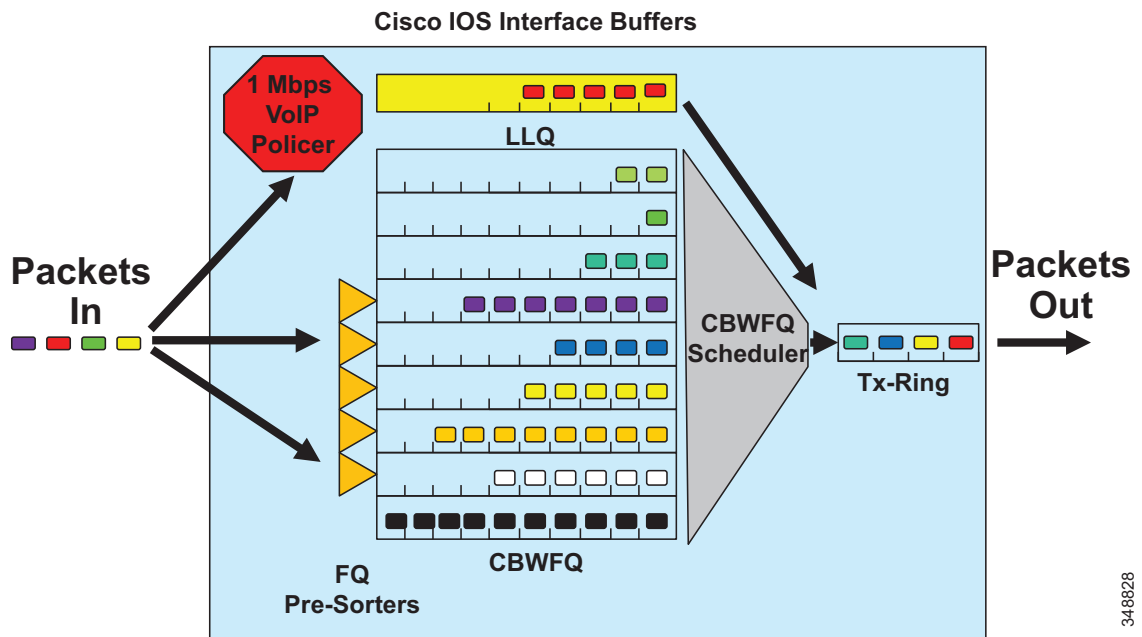 Cisco IOS Interface Buffers
1 Mbps
VoIP
Policer
LLQ
Packets
In
CBWFQ
Scheduler
Packets
Out
Tx-Ring
CBWFQ
FQ
Pre-Sorters
348828